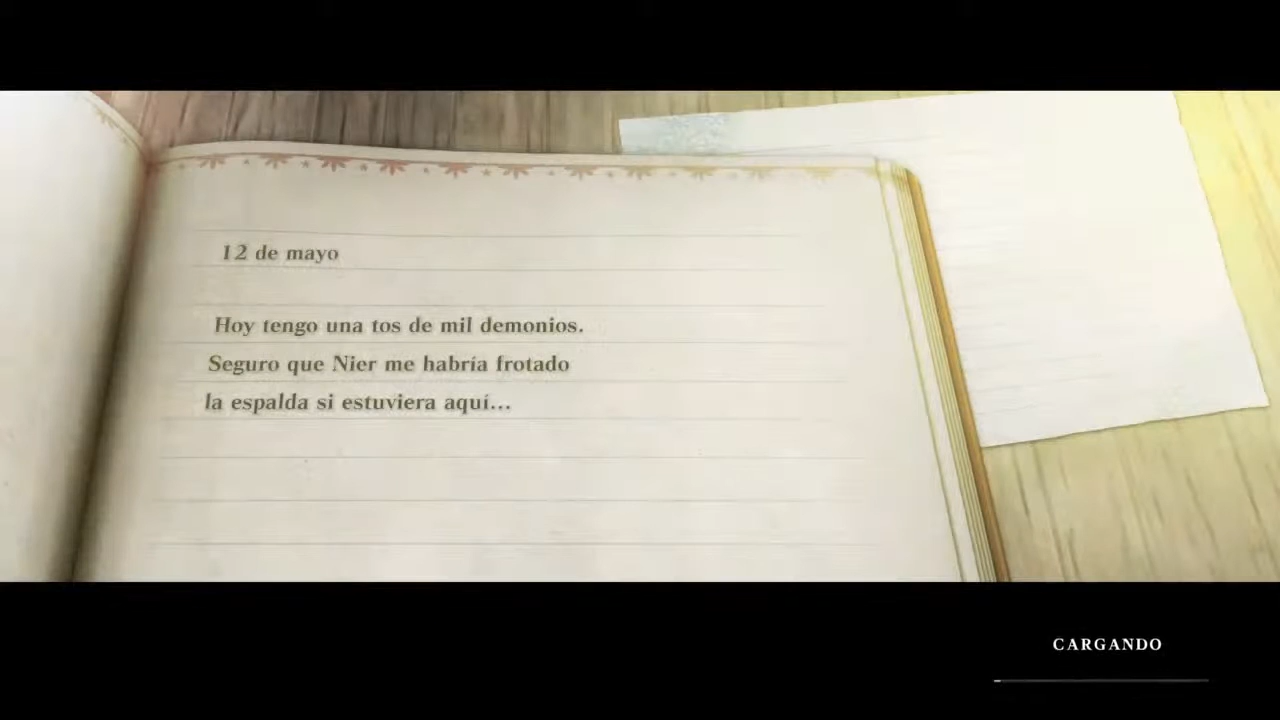 12 de mayo
Hoy tengo una tos de mil demonios.
Seguro que Nier me habría frotado
la espalda si estuviera aquí...
CARGANDO